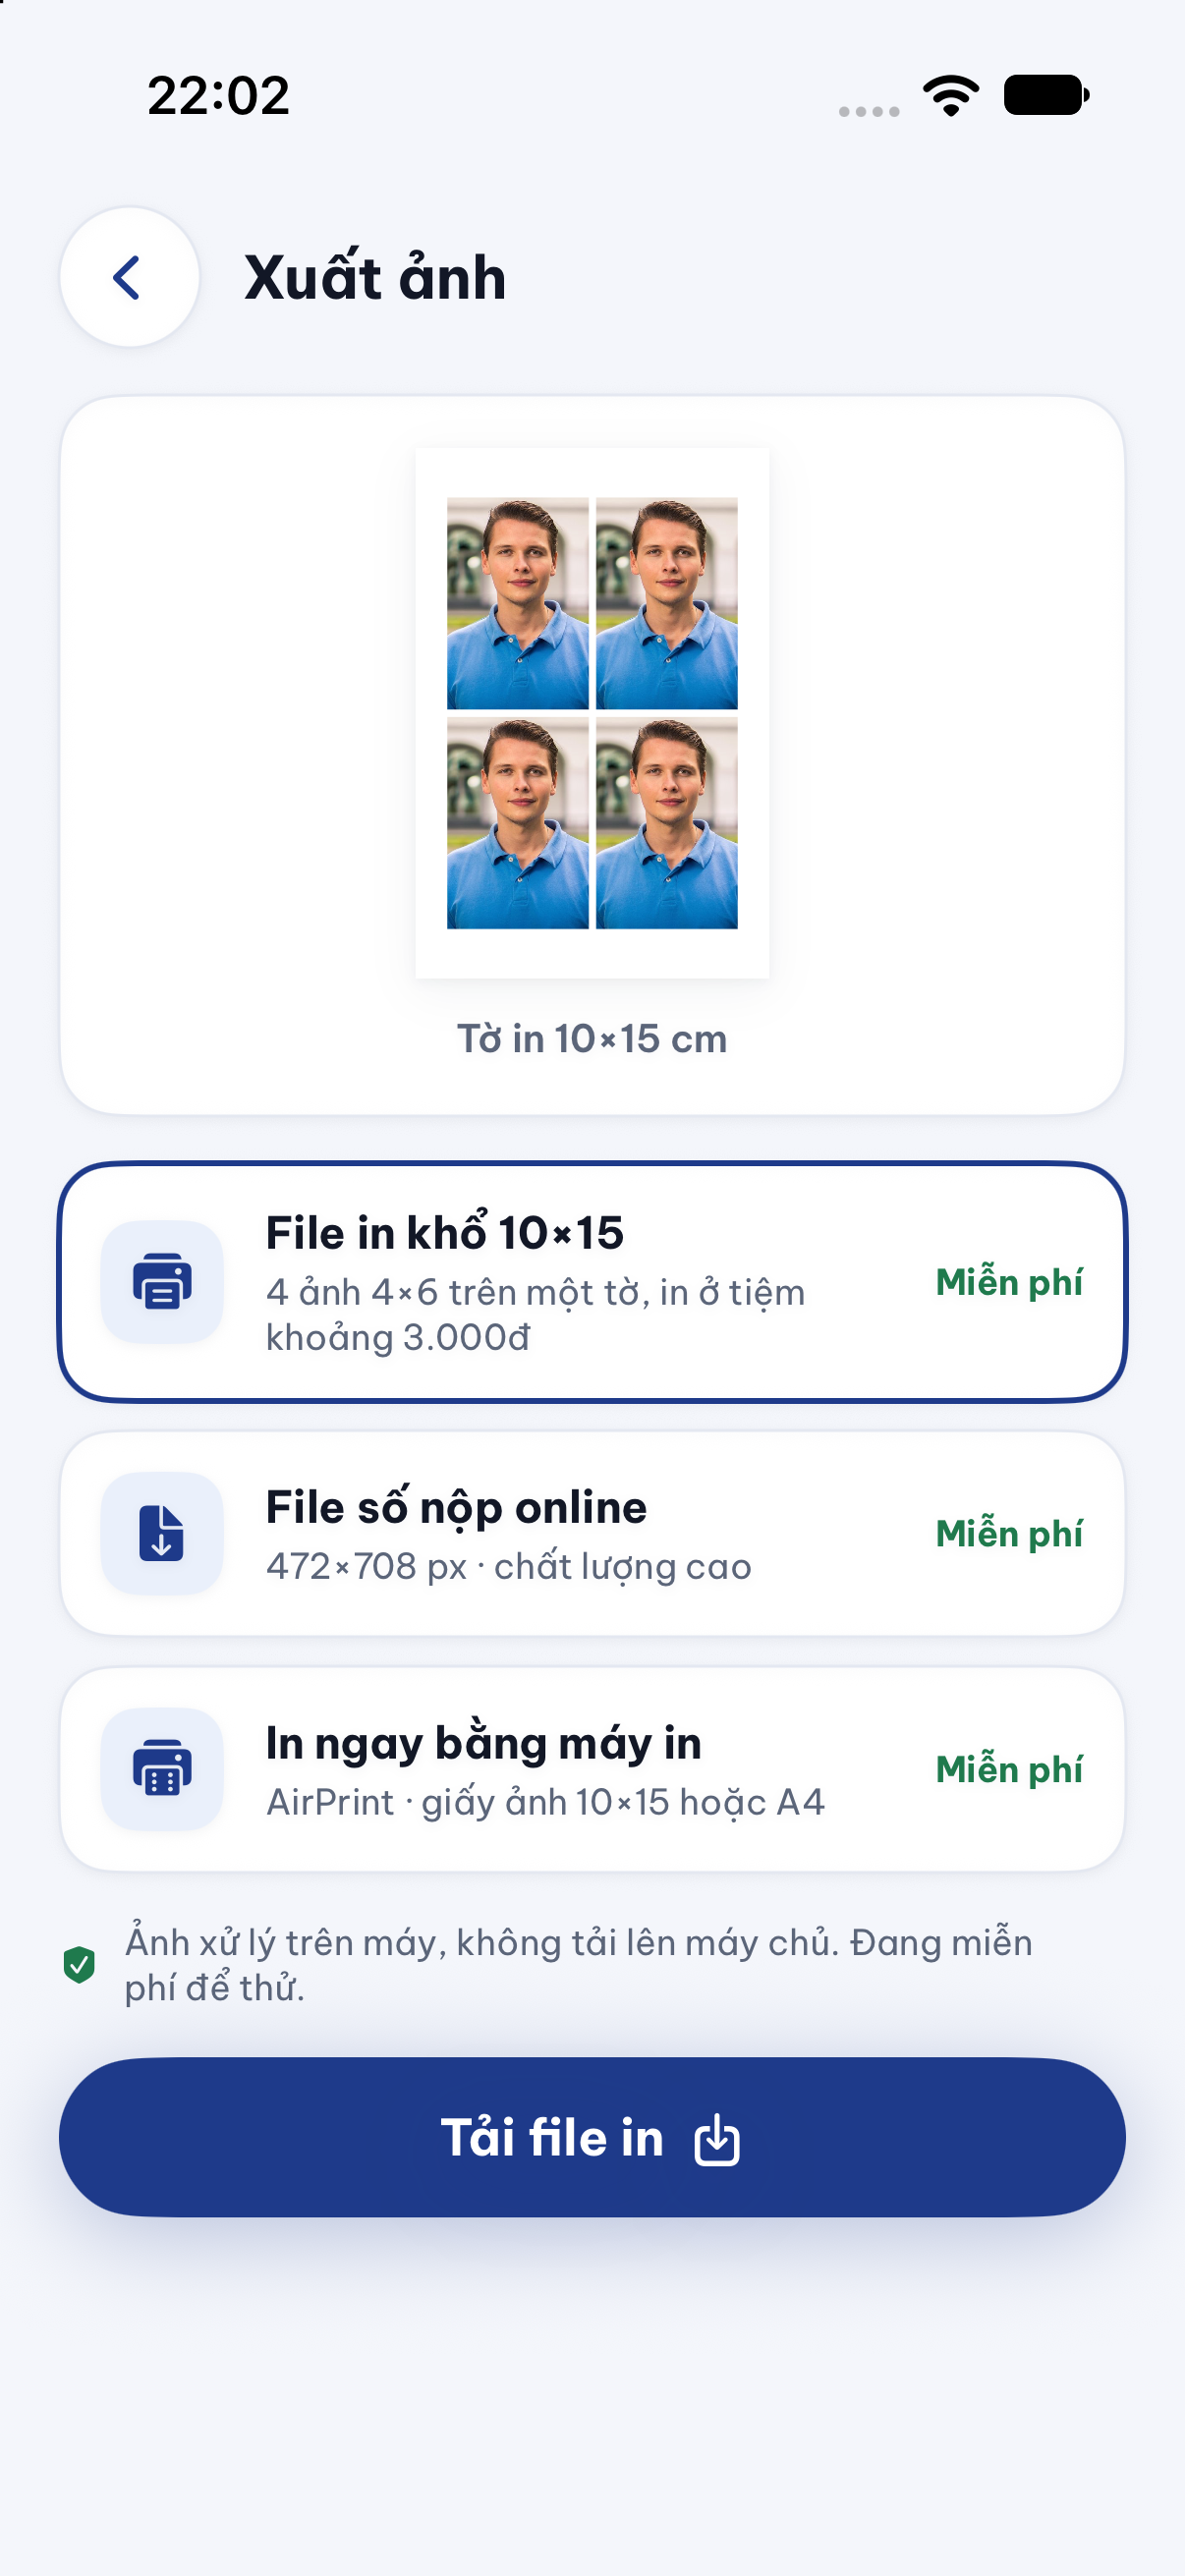 22:02
Xuất ảnh
Tờ in 10×15 cm
File in khổ 10×15
4 ảnh 4×6 trên một tờ, in ở tiệm
khoảng 3.000đ
Miễn phí
File số nộp online
472×708 px · chất lượng cao
Miễn phí
In ngay bằng máy in
AirPrint · giấy ảnh 10×15 hoặc A4
Miễn phí
Ảnh xử lý trên máy, không tải lên máy chủ. Đang miễn
phí để thử.
Tải file in